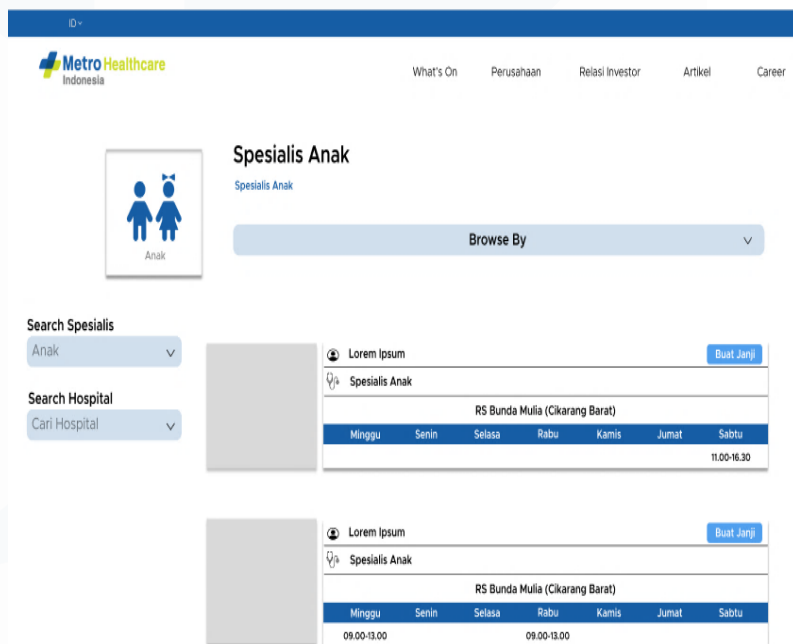 ID
Metro Healthcare
Indonesia
What's On Perusahaan Relasi Investor Artikel Career
Spesialis Anak
Spesialis Anak
Browse By
Anak
Search Spesialis
Anak
Search Hospital
Cari Hospital
Lorem Ipsum Buat Janji
Spesialis Anak
RS Bunda Mulia (Cikarang Barat)
Minggu Senin Selasa Rabu Kamis Jumat Sabtu
11.00-16.30
Lorem Ipsum Buat Janji
Spesialis Anak
RS Bunda Mulia (Cikarang Barat)
Minggu Senin Selasa Rabu Kamis Jumat Sabtu
09.00-13.00 09.00-13.00